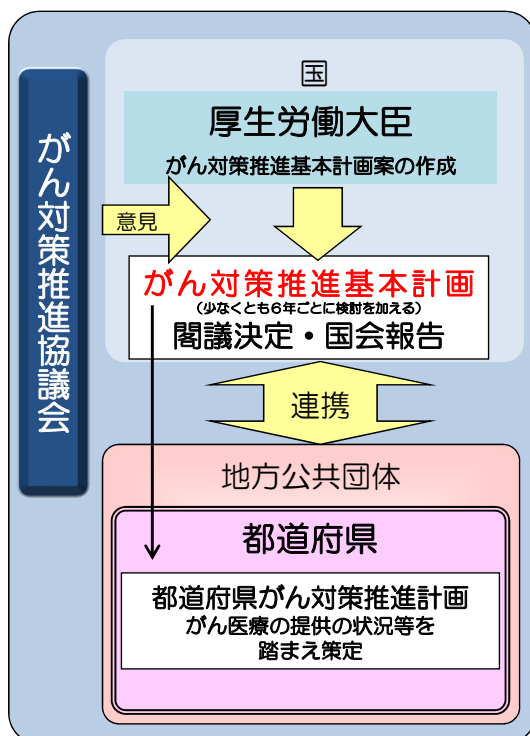 がん対策推進協議会
国
厚生労働大臣
がん対策推進基本計画案の作成
意見
がん対策推進基本計画
（少なくとも６年ごとに検討を加える）
閣議決定・国会報告
連携
地方公共団体
都道府県
都道府県がん対策推進計画
がん医療の提供の状況等を
踏まえ策定